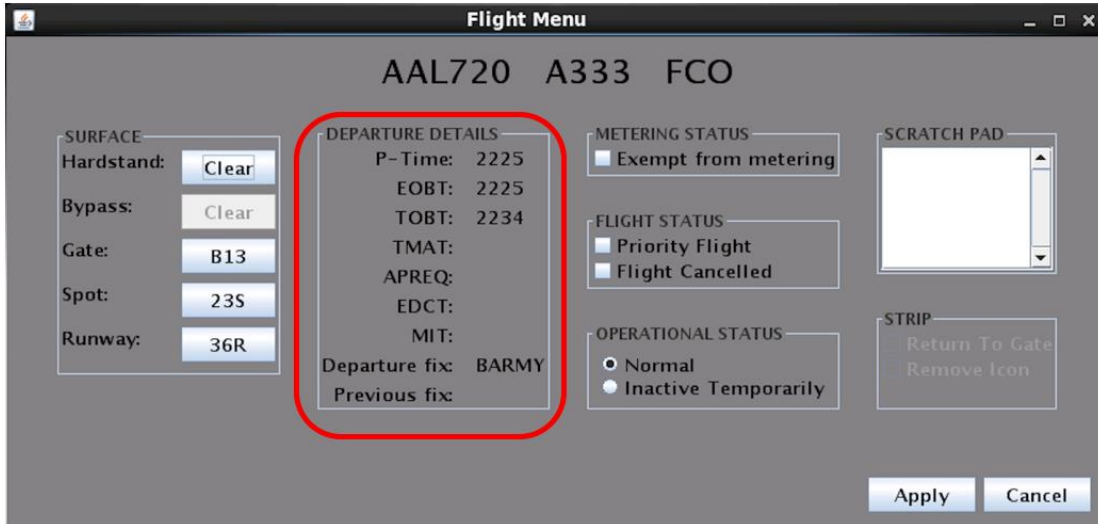 Flight Menu
AAL720 A333 FCO
SURFACE
Hardstand: Clear
Bypass: Clear
Gate: B13
Spot: 23S
Runway: 36R
DEPARTURE DETAILS
P-Time: 2225
EOBT: 2225
TOBT: 2234
TMAT:
APREQ:
EDCT:
MIT:
Departure fix: BARMY
Previous fix:
METERING STATUS
Exempt from metering
FLIGHT STATUS
Priority Flight
Flight Cancelled
OPERATIONAL STATUS
Normal
Inactive Temporarily
SCRATCH PAD
STRIP
Return To Gate
Remove Icon
Apply Cancel